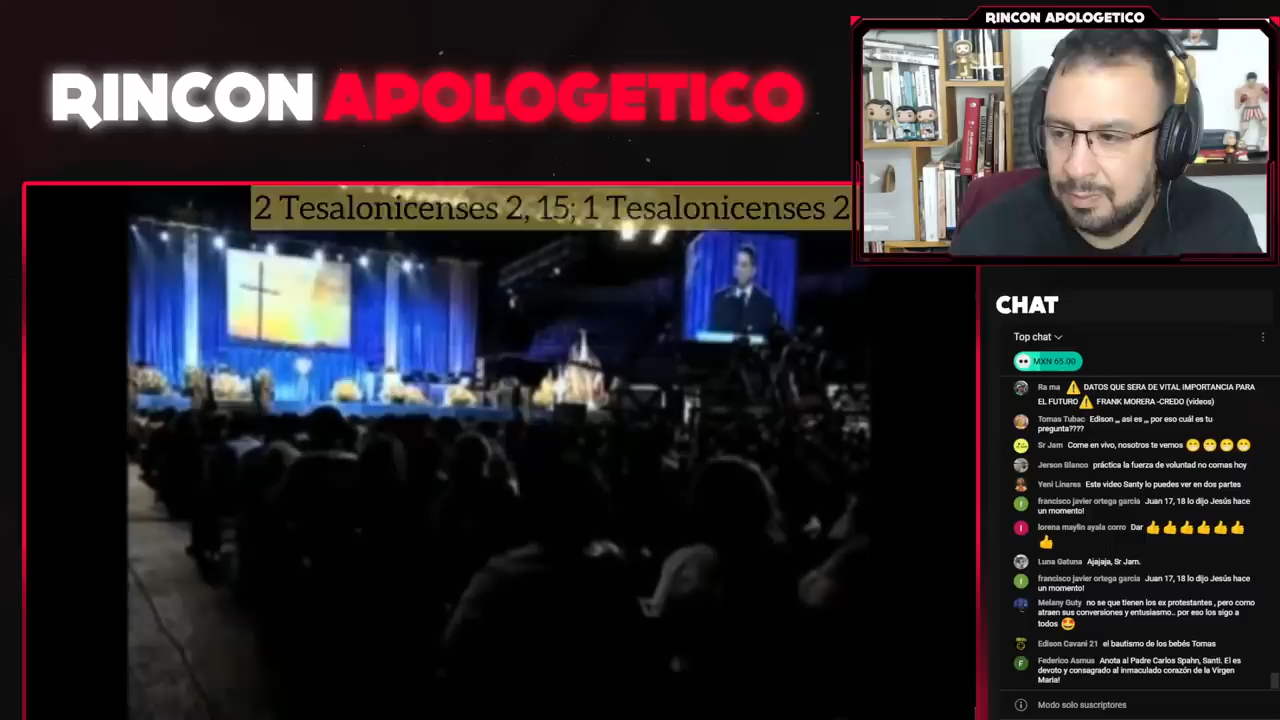 RINCON APOLOGETICO
RINCON APOLOGETICO
2 Tesalonicenses 2, 15; 1 Tesalonicenses 2
CHAT
Top chat
MXN 65.00
Ra ma ⚠️ DATOS QUE SERA DE VITAL IMPORTANCIA PARA
EL FUTURO ⚠️ FRANK MORERA -CREDO (videos)
Tomas Tubac Edison ,,, asi es ,,, por eso cuál es tu
pregunta????
Sr Jam Come en vivo, nosotros te vemos 😁😁😁😁
Jerson Blanco práctica la fuerza de voluntad no comas hoy
Yeni Linares Este video Santy lo puedes ver en dos partes
francisco javier ortega garcia Juan 17, 18 lo dijo Jesús hace
un momento!
lorena maylin ayala corro Dar 👍👍👍👍👍👍
👍
Luna Gatuna Ajajaja, Sr Jam.
francisco javier ortega garcia Juan 17, 18 lo dijo Jesús hace
un momento!
Melany Guty no se que tienen los ex protestantes , pero como
atraen sus conversiones y entusiasmo.. por eso los sigo a
todos 🤩
Edison Cavani 21 el bautismo de los bebés Tomas
Federico Asmus Anota al Padre Carlos Spahn, Santi. El es
devoto y consagrado al inmaculado corazón de la Virgen
Maria!
Modo solo suscriptores